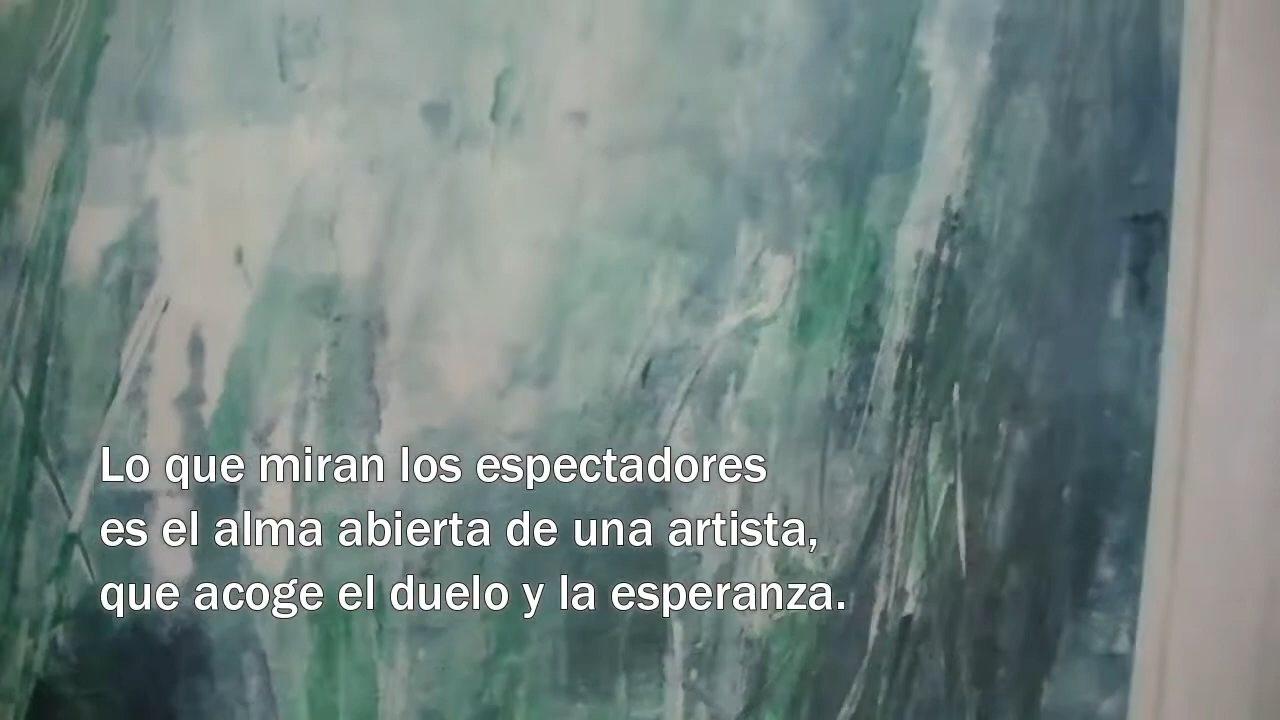 Lo que miran los espectadores
es el alma abierta de una artista,
que acoge el duelo y la esperanza.